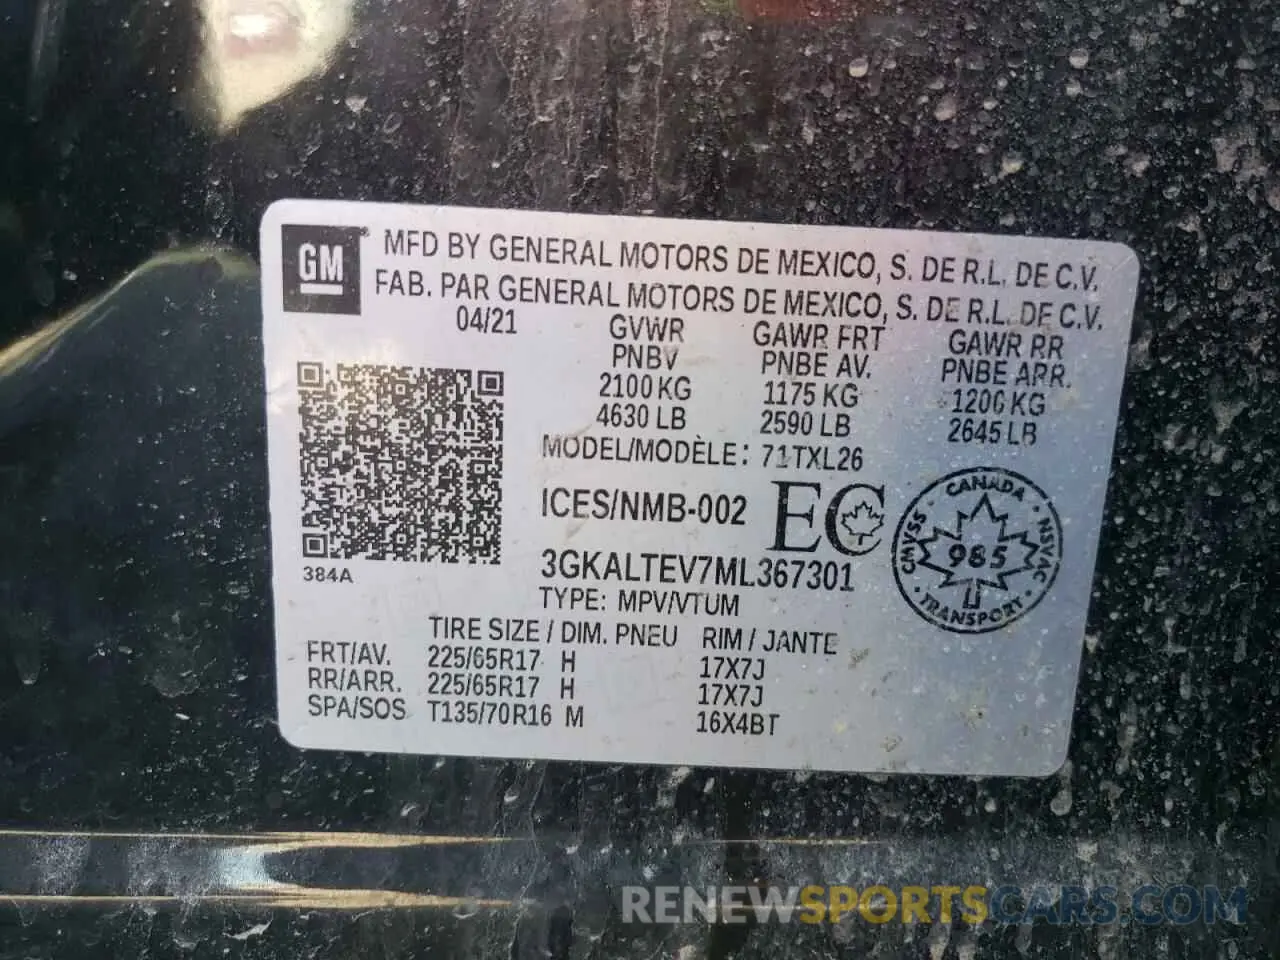 GM MFD BY GENERAL MOTORS DE MEXICO, S. DE R.L. DE C.V.
FAB. PAR GENERAL MOTORS DE MEXICO, S. DE R.L. DE C.V.
04/21 GVWR GAWR FRT GAWR RR
PNBV PNBE AV. PNBE ARR.
2100 KG 1175 KG 1200 KG
4630 LB 2590 LB 2645 LB
MODEL/MODÈLE: 71TXL26
ICES/NMB-002 EC
CANADA
CMVSS 985 NSVAC
TRANSPORT
3GKALTEV7ML367301
384A
TYPE: MPV/VTUM
TIRE SIZE / DIM. PNEU RIM / JANTE
FRT/AV. 225/65R17 H 17X7J
RR/ARR. 225/65R17 H 17X7J
SPA/SOS T135/70R16 M 16X4BT
RENEWSPORTSCARS.COM